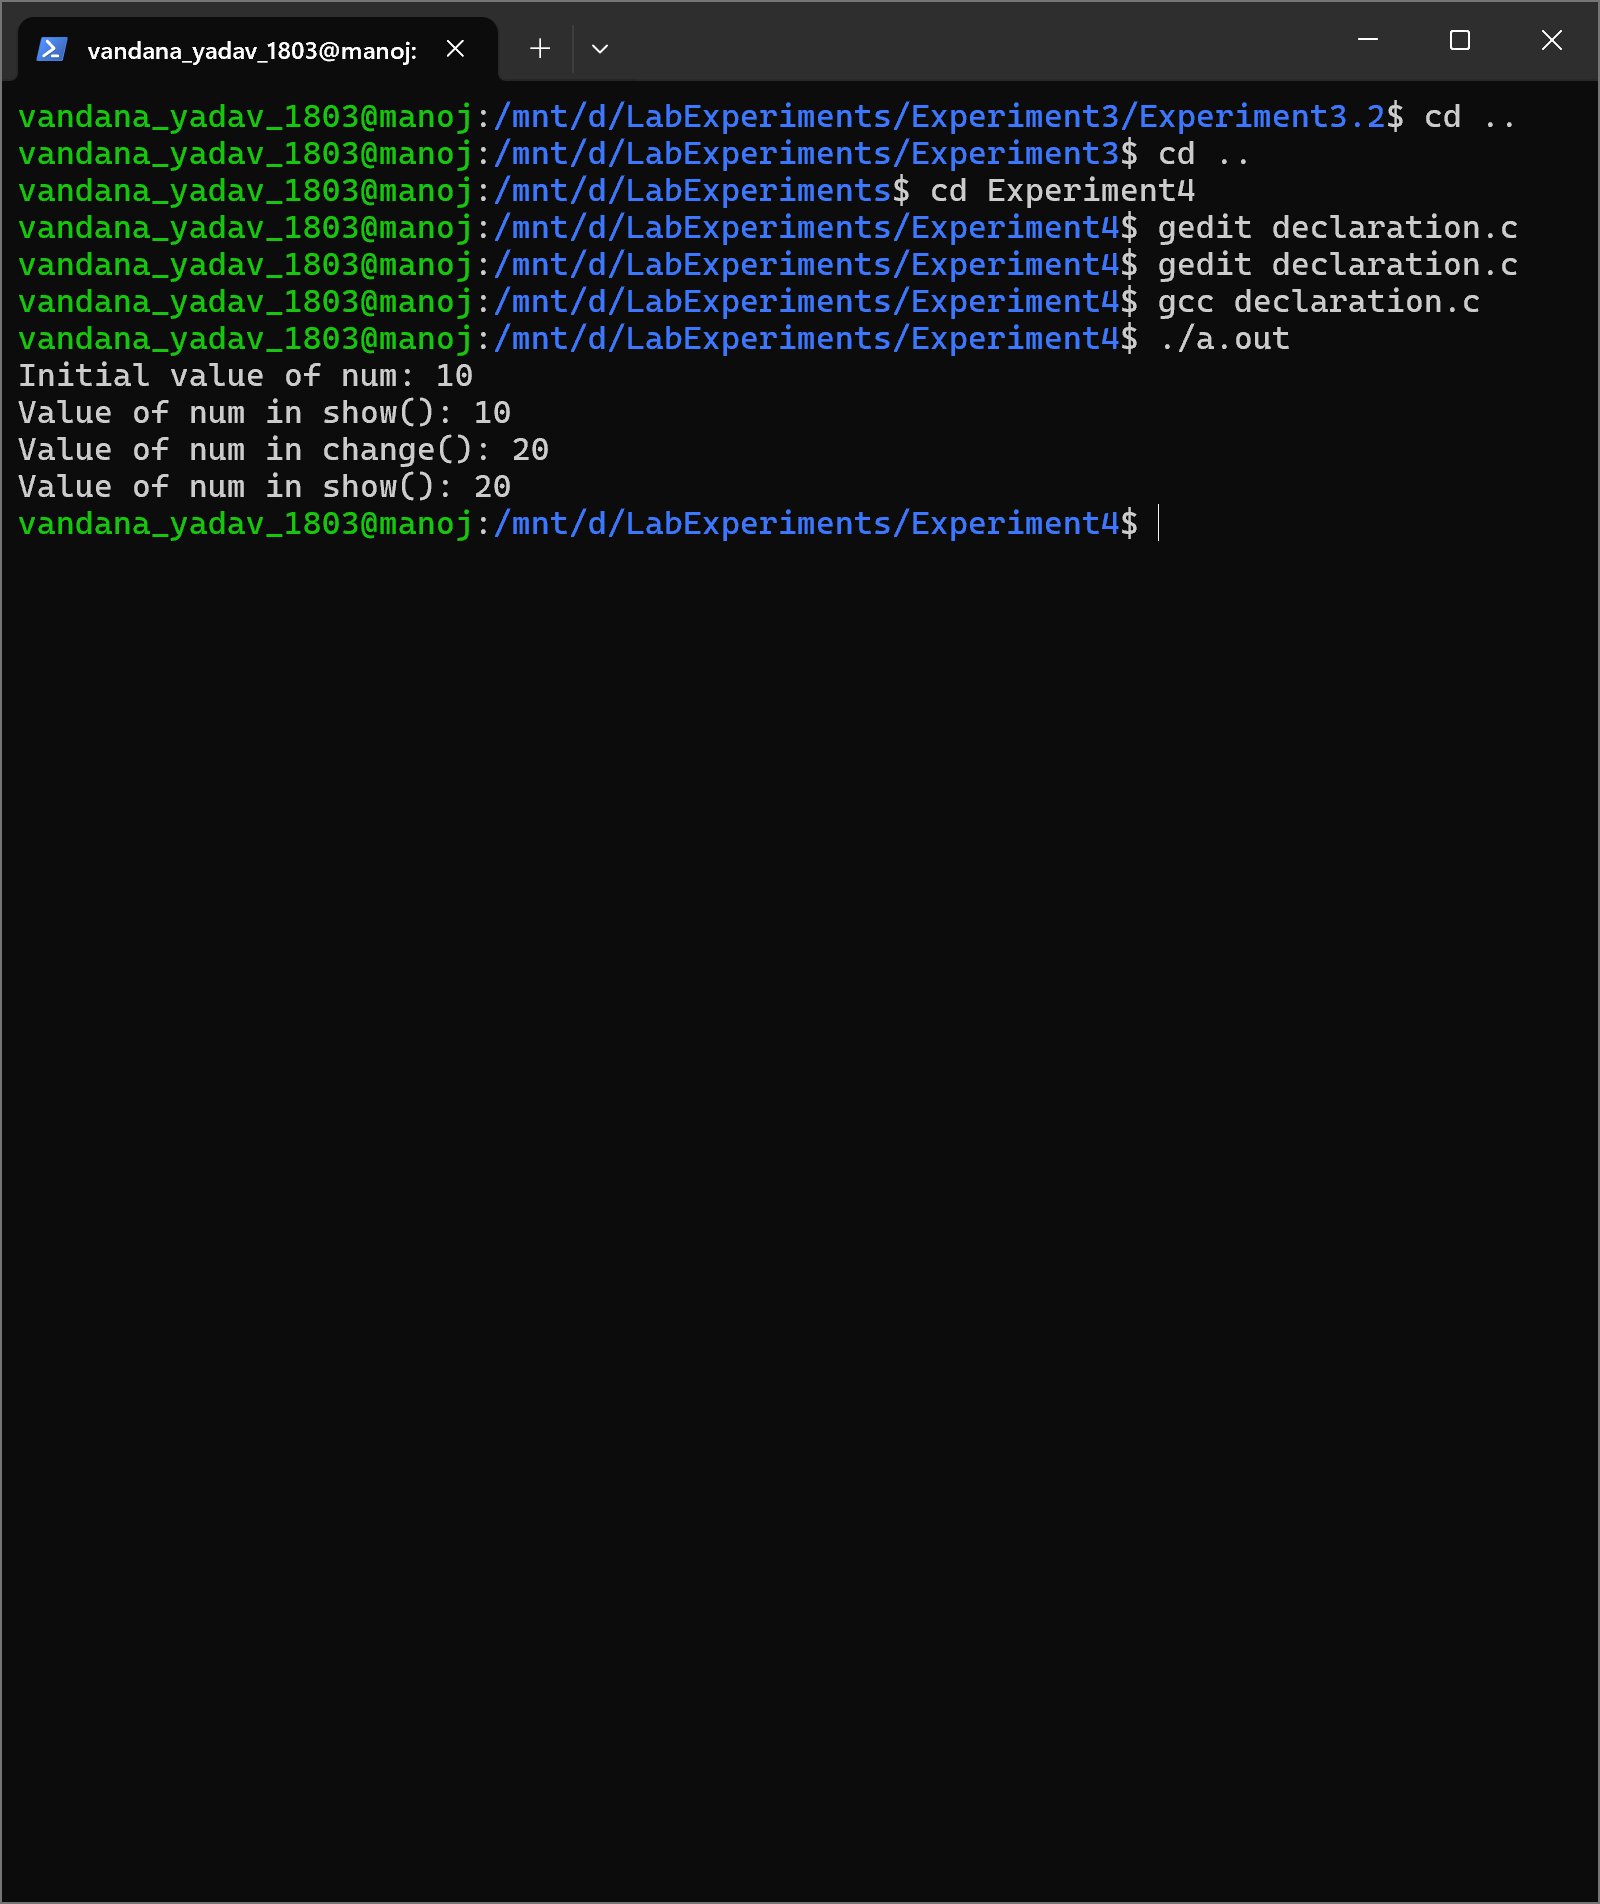 vandana_yadav_1803@manoj:
vandana_yadav_1803@manoj:/mnt/d/LabExperiments/Experiment3/Experiment3.2$ cd ..
vandana_yadav_1803@manoj:/mnt/d/LabExperiments/Experiment3$ cd ..
vandana_yadav_1803@manoj:/mnt/d/LabExperiments$ cd Experiment4
vandana_yadav_1803@manoj:/mnt/d/LabExperiments/Experiment4$ gedit declaration.c
vandana_yadav_1803@manoj:/mnt/d/LabExperiments/Experiment4$ gedit declaration.c
vandana_yadav_1803@manoj:/mnt/d/LabExperiments/Experiment4$ gcc declaration.c
vandana_yadav_1803@manoj:/mnt/d/LabExperiments/Experiment4$ ./a.out
Initial value of num: 10
Value of num in show(): 10
Value of num in change(): 20
Value of num in show(): 20
vandana_yadav_1803@manoj:/mnt/d/LabExperiments/Experiment4$